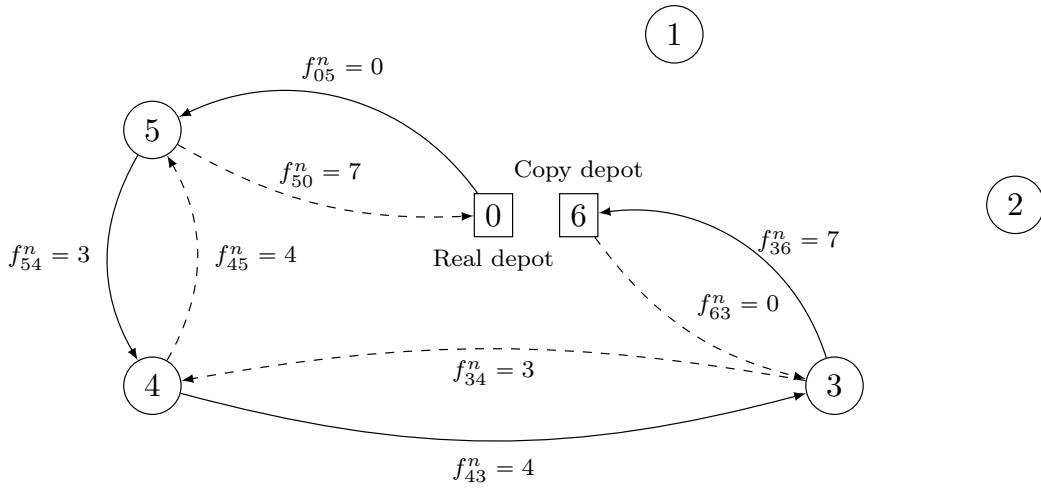 1
f^n_{05} = 0
5
Copy depot
f^n_{50} = 7
2
0
6
f^n_{36} = 7
f^n_{54} = 3
f^n_{45} = 4
Real depot
f^n_{63} = 0
f^n_{34} = 3
4
3
f^n_{43} = 4